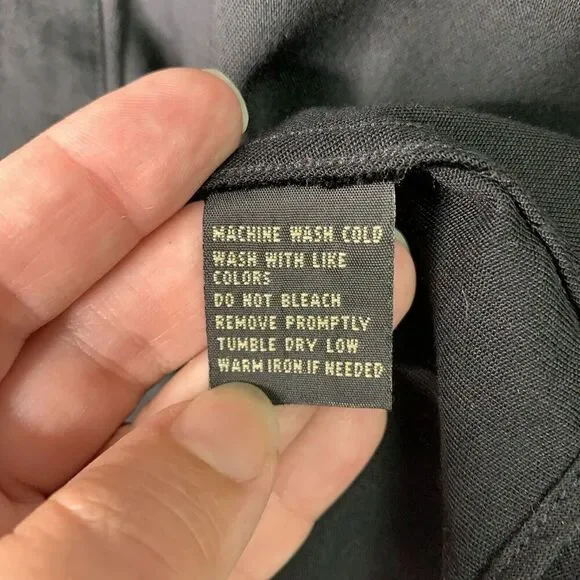 MACHINE WASH COLD
WASH WITH LIKE
COLORS
DO NOT BLEACH
REMOVE PROMPTLY
TUMBLE DRY LOW
WARM IRON IF NEEDED